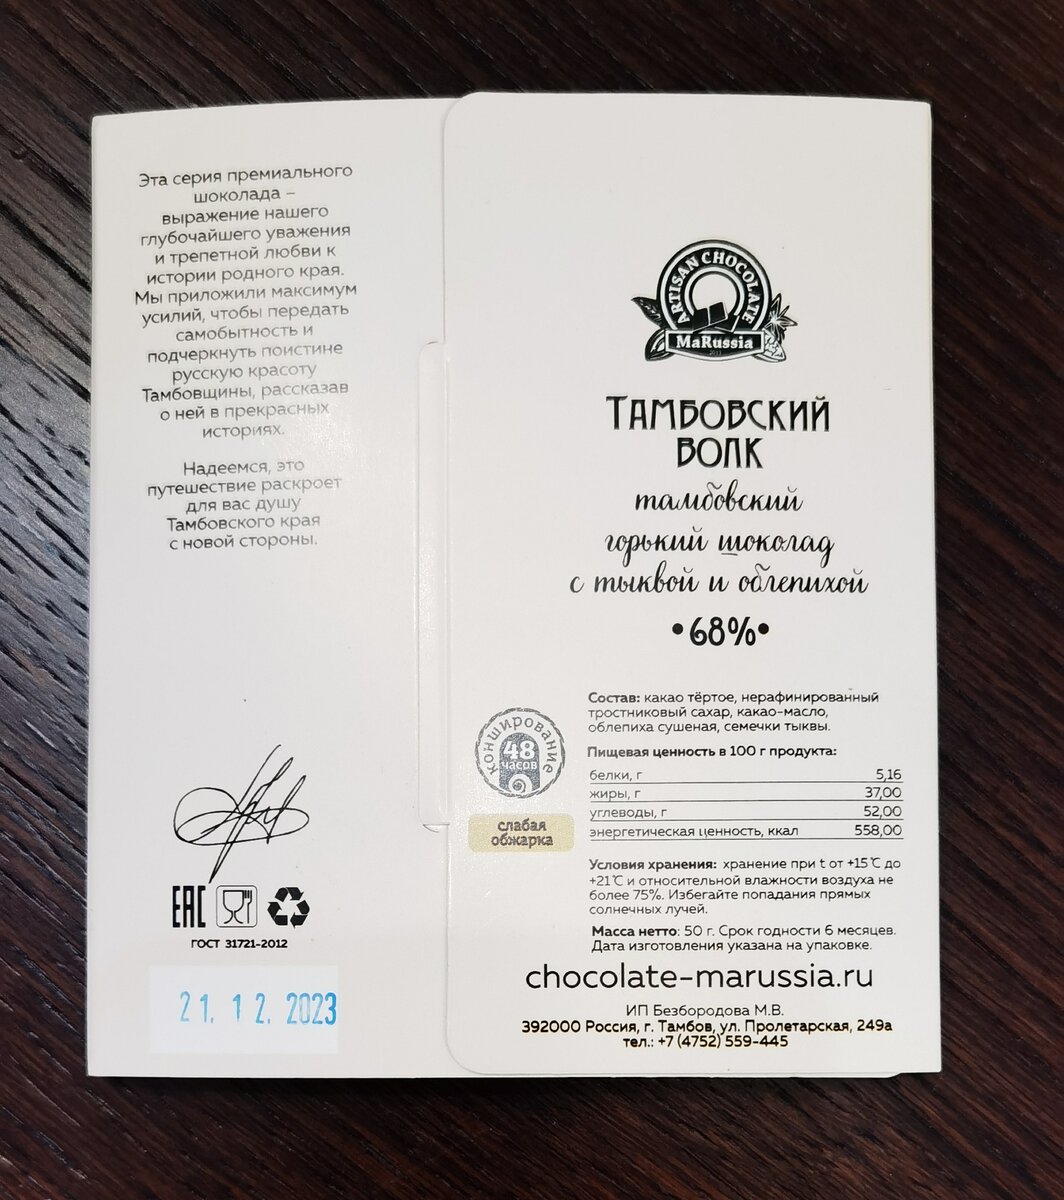 Эта серия премиального
шоколада –
выражение нашего
глубочайшего уважения
и трепетной любви к
истории родного края.
Мы приложили максимум
усилий, чтобы передать
самобытность и
подчеркнуть поистине
русскую красоту
Тамбовщины, рассказав
о ней в прекрасных
историях.
Надеемся, это
путешествие раскроет
для вас душу
Тамбовского края
с новой стороны.
EAC
ГОСТ 31721-2012
21. 12. 2023
ARTISAN CHOCOLATE
MaRussia
ТАМБОВСКИЙ
ВОЛК
тамбовский
горький шоколад
с тыквой и облепихой
•68%•
конширование
48
часов
слабая
обжарка
Состав: какао тёртое, нерафинированный
тростниковый сахар, какао-масло,
облепиха сушеная, семечки тыквы.
Пищевая ценность в 100 г продукта:
белки, г 5,16
жиры, г 37,00
углеводы, г 52,00
энергетическая ценность, ккал 558,00
Условия хранения: хранение при t от +15℃ до
+21℃ и относительной влажности воздуха не
более 75%. Избегайте попадания прямых
солнечных лучей.
Масса нетто: 50 г. Срок годности 6 месяцев.
Дата изготовления указана на упаковке.
chocolate-marussia.ru
ИП Безбородова М.В.
392000 Россия, г. Тамбов, ул. Пролетарская, 249а
тел.: +7 (4752) 559-445